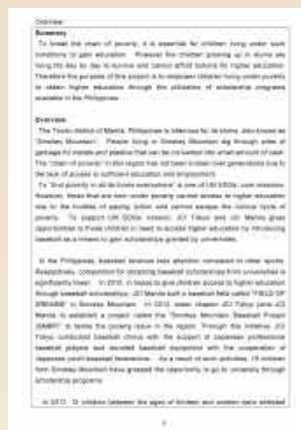 Overview
Summary
To break the chain of poverty, it is essential for children living under such
conditions to gain education. However the children growing up in slums are
living life day by day to survive and cannot afford tuitions for higher education.
Therefore the purpose of this project is to empower children living under poverty
to obtain higher education through the utilization of scholarship programs
available in the Philippines.
Overview
The Tondo district of Manila, Philippines is infamous for its slums, also known as
"Smokey Mountain". People living in Smokey Mountain dig through piles of
garbage for metals and plastics that can be converted into small amount of cash.
The "chain of poverty" in this region has not been broken over generations due to
the lack of access to sufficient education and employment.
To "End poverty in all its forms everywhere" is one of UN SDGs' core missions.
However, those that are born under poverty cannot access to higher education
due to the hurdles of paying tuition and cannot escape the vicious cycle of
poverty. To support UN SDGs mission, JCI Tokyo and JCI Manila gives
opportunities to these children in need to access higher education by introducing
baseball as a means to gain scholarships granted by universities.
In the Philippines, baseball receives less attention compared to other sports.
Respectively, competition for obtaining baseball scholarships from universities is
significantly lower. In 2010, in hopes to give access to higher education
through baseball scholarships, JCI Manila built a baseball field called "FIELD OF
DREAMS" in Smokey Mountain. In 2012, sister chapter JCI Tokyo joins JCI
Manila to establish a project called the "Smokey Mountain Baseball Project
(SMBP)" to tackle the poverty issue in the region. Through this initiative, JCI
Tokyo conducted baseball clinics with the support of Japanese professional
baseball players and donated baseball equipment with the cooperation of
Japanese youth baseball federations. As a result of such activities, 19 children
from Smokey Mountain have grasped the opportunity to go to university through
scholarship programs.
In 2017, 12 children between the ages of thirteen and sixteen were selected